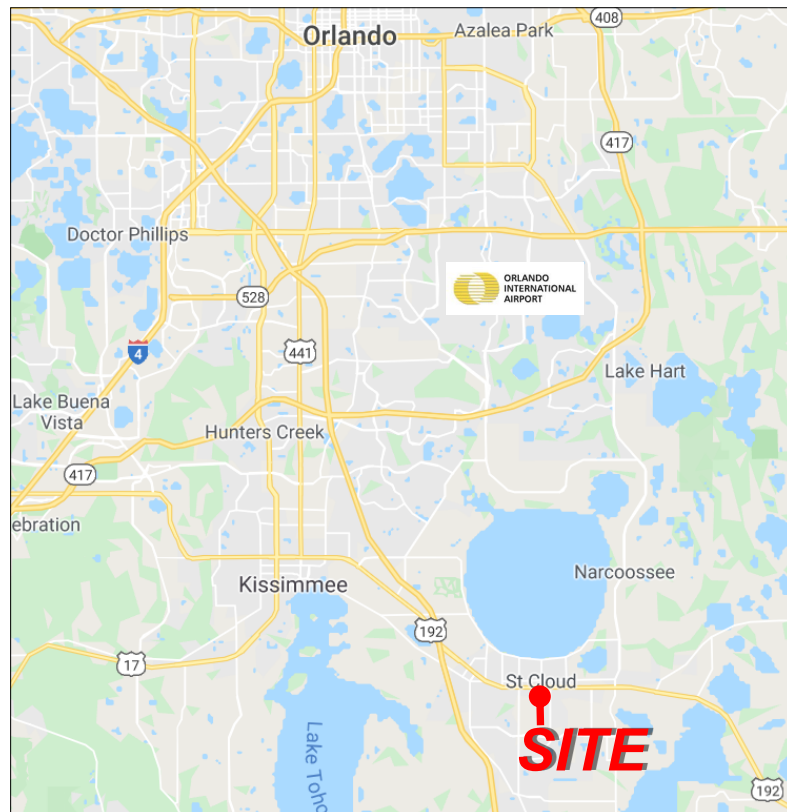 408
Orlando
Azalea Park
417
Doctor Phillips
ORLANDO
INTERNATIONAL
AIRPORT
528
441
4
Lake Hart
Lake Buena
Vista
Hunters Creek
417
ebration
Narcoossee
Kissimmee
192
17
St Cloud
Lake Toho
SITE
192